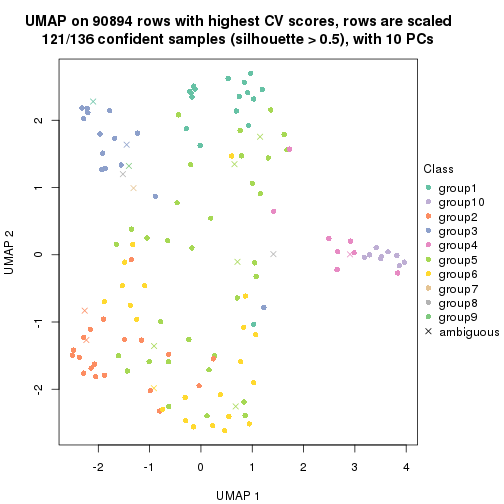 UMAP on 90894 rows with highest CV scores, rows are scaled
121/136 confident samples (silhouette > 0.5), with 10 PCs
2
1
0
-1
-2
UMAP 2
-2
-1
0
1
2
3
4
UMAP 1
Class
group1
group10
group2
group3
group4
group5
group6
group7
group8
group9
ambiguous